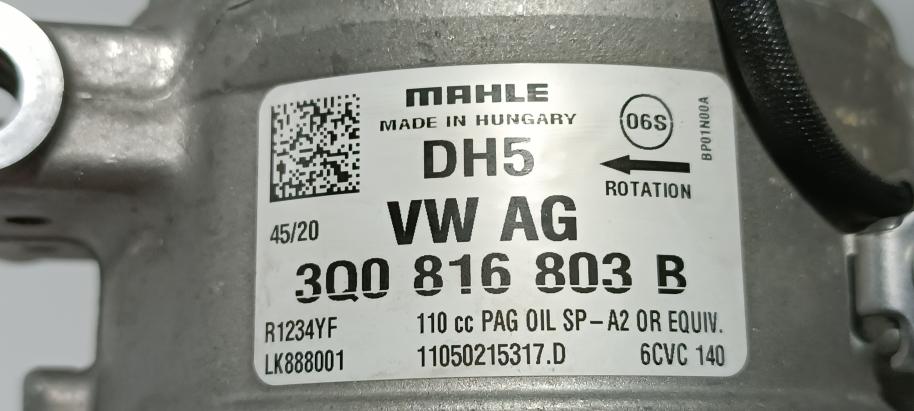 MAHLE
MADE IN HUNGARY
06S
BP01N00A
DH5
ROTATION
45/20
VW AG
3Q0 816 803 B
R1234YF 110 cc PAG OIL SP-A2 OR EQUIV.
LK888001 11050215317.D 6CVC 140